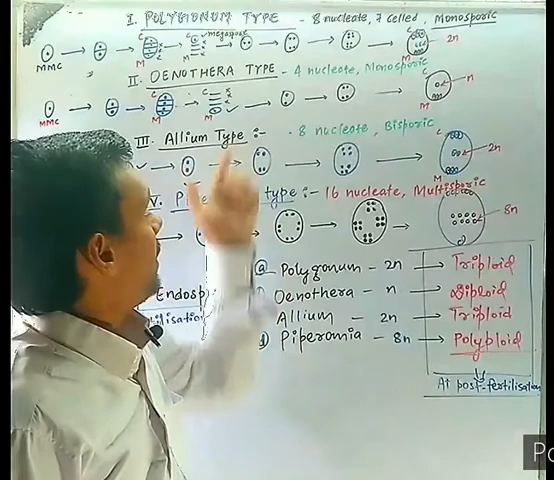 I. POLYGONUM TYPE - 8 nucleate, 7 celled, Monosporic
megaspore
C
C
2n
MMC
M
M
II. OENOTHERA TYPE - 4 nucleate, Monosporic
C
C
n
MMC
M
M
III. Allium Type :- - 8 nucleate, Bisporic
C
2n
M
V. P type :- 16 nucleate, Multisporic
8n
(a) Polygonum - 2n → Triploid
Endosp Oenothera - n Diploid
ilisation Allium - 2n → Triploid
Piperomia - 8n → Polyploid
At post-fertilisation
Po